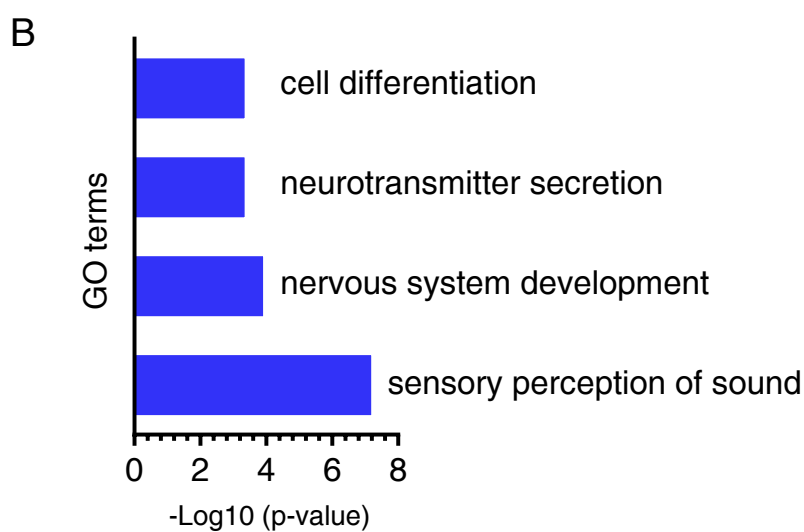 B
cell differentiation
neurotransmitter secretion
nervous system development
sensory perception of sound
GO terms
0 2 4 6 8
-Log10 (p-value)